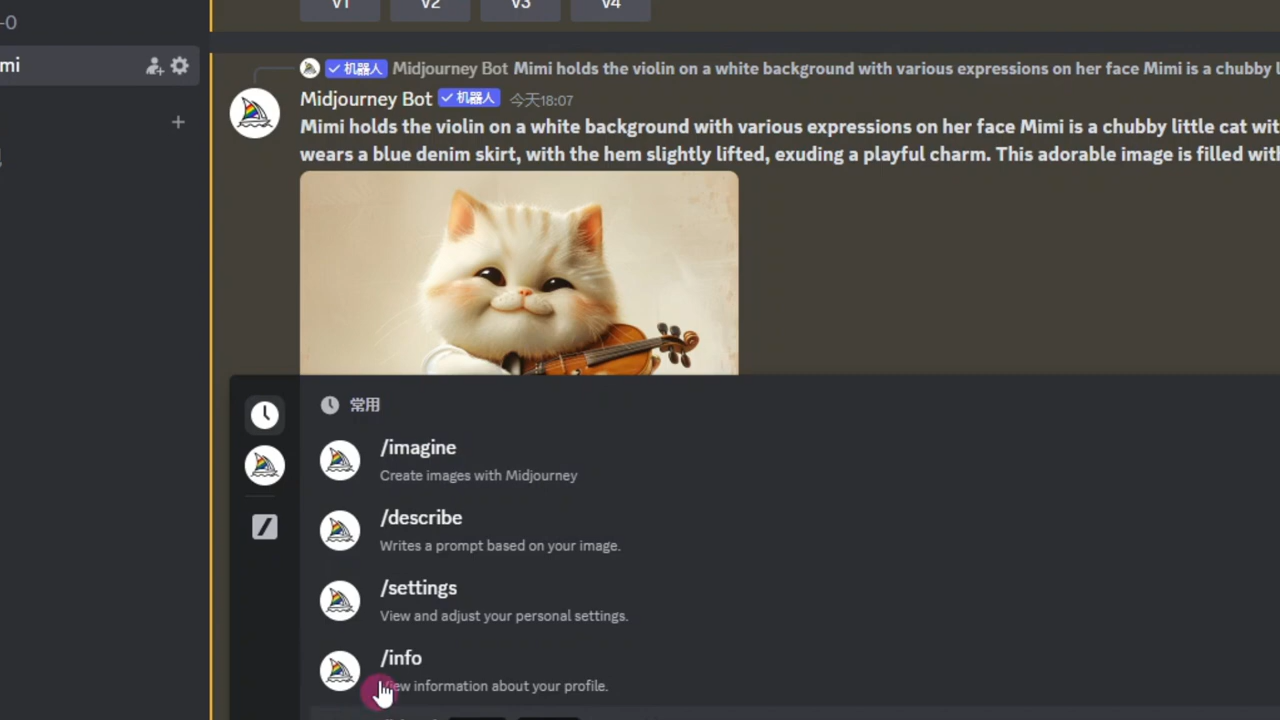 -0
V1 V2 V3 V4
mi
机器人 Midjourney Bot Mimi holds the violin on a white background with various expressions on her face Mimi is a chubby
Midjourney Bot 机器人 今天18:07
Mimi holds the violin on a white background with various expressions on her face Mimi is a chubby little cat wit
wears a blue denim skirt, with the hem slightly lifted, exuding a playful charm. This adorable image is filled with
常用
/imagine
Create images with Midjourney
/describe
Writes a prompt based on your image.
/settings
View and adjust your personal settings.
/info
View information about your profile.